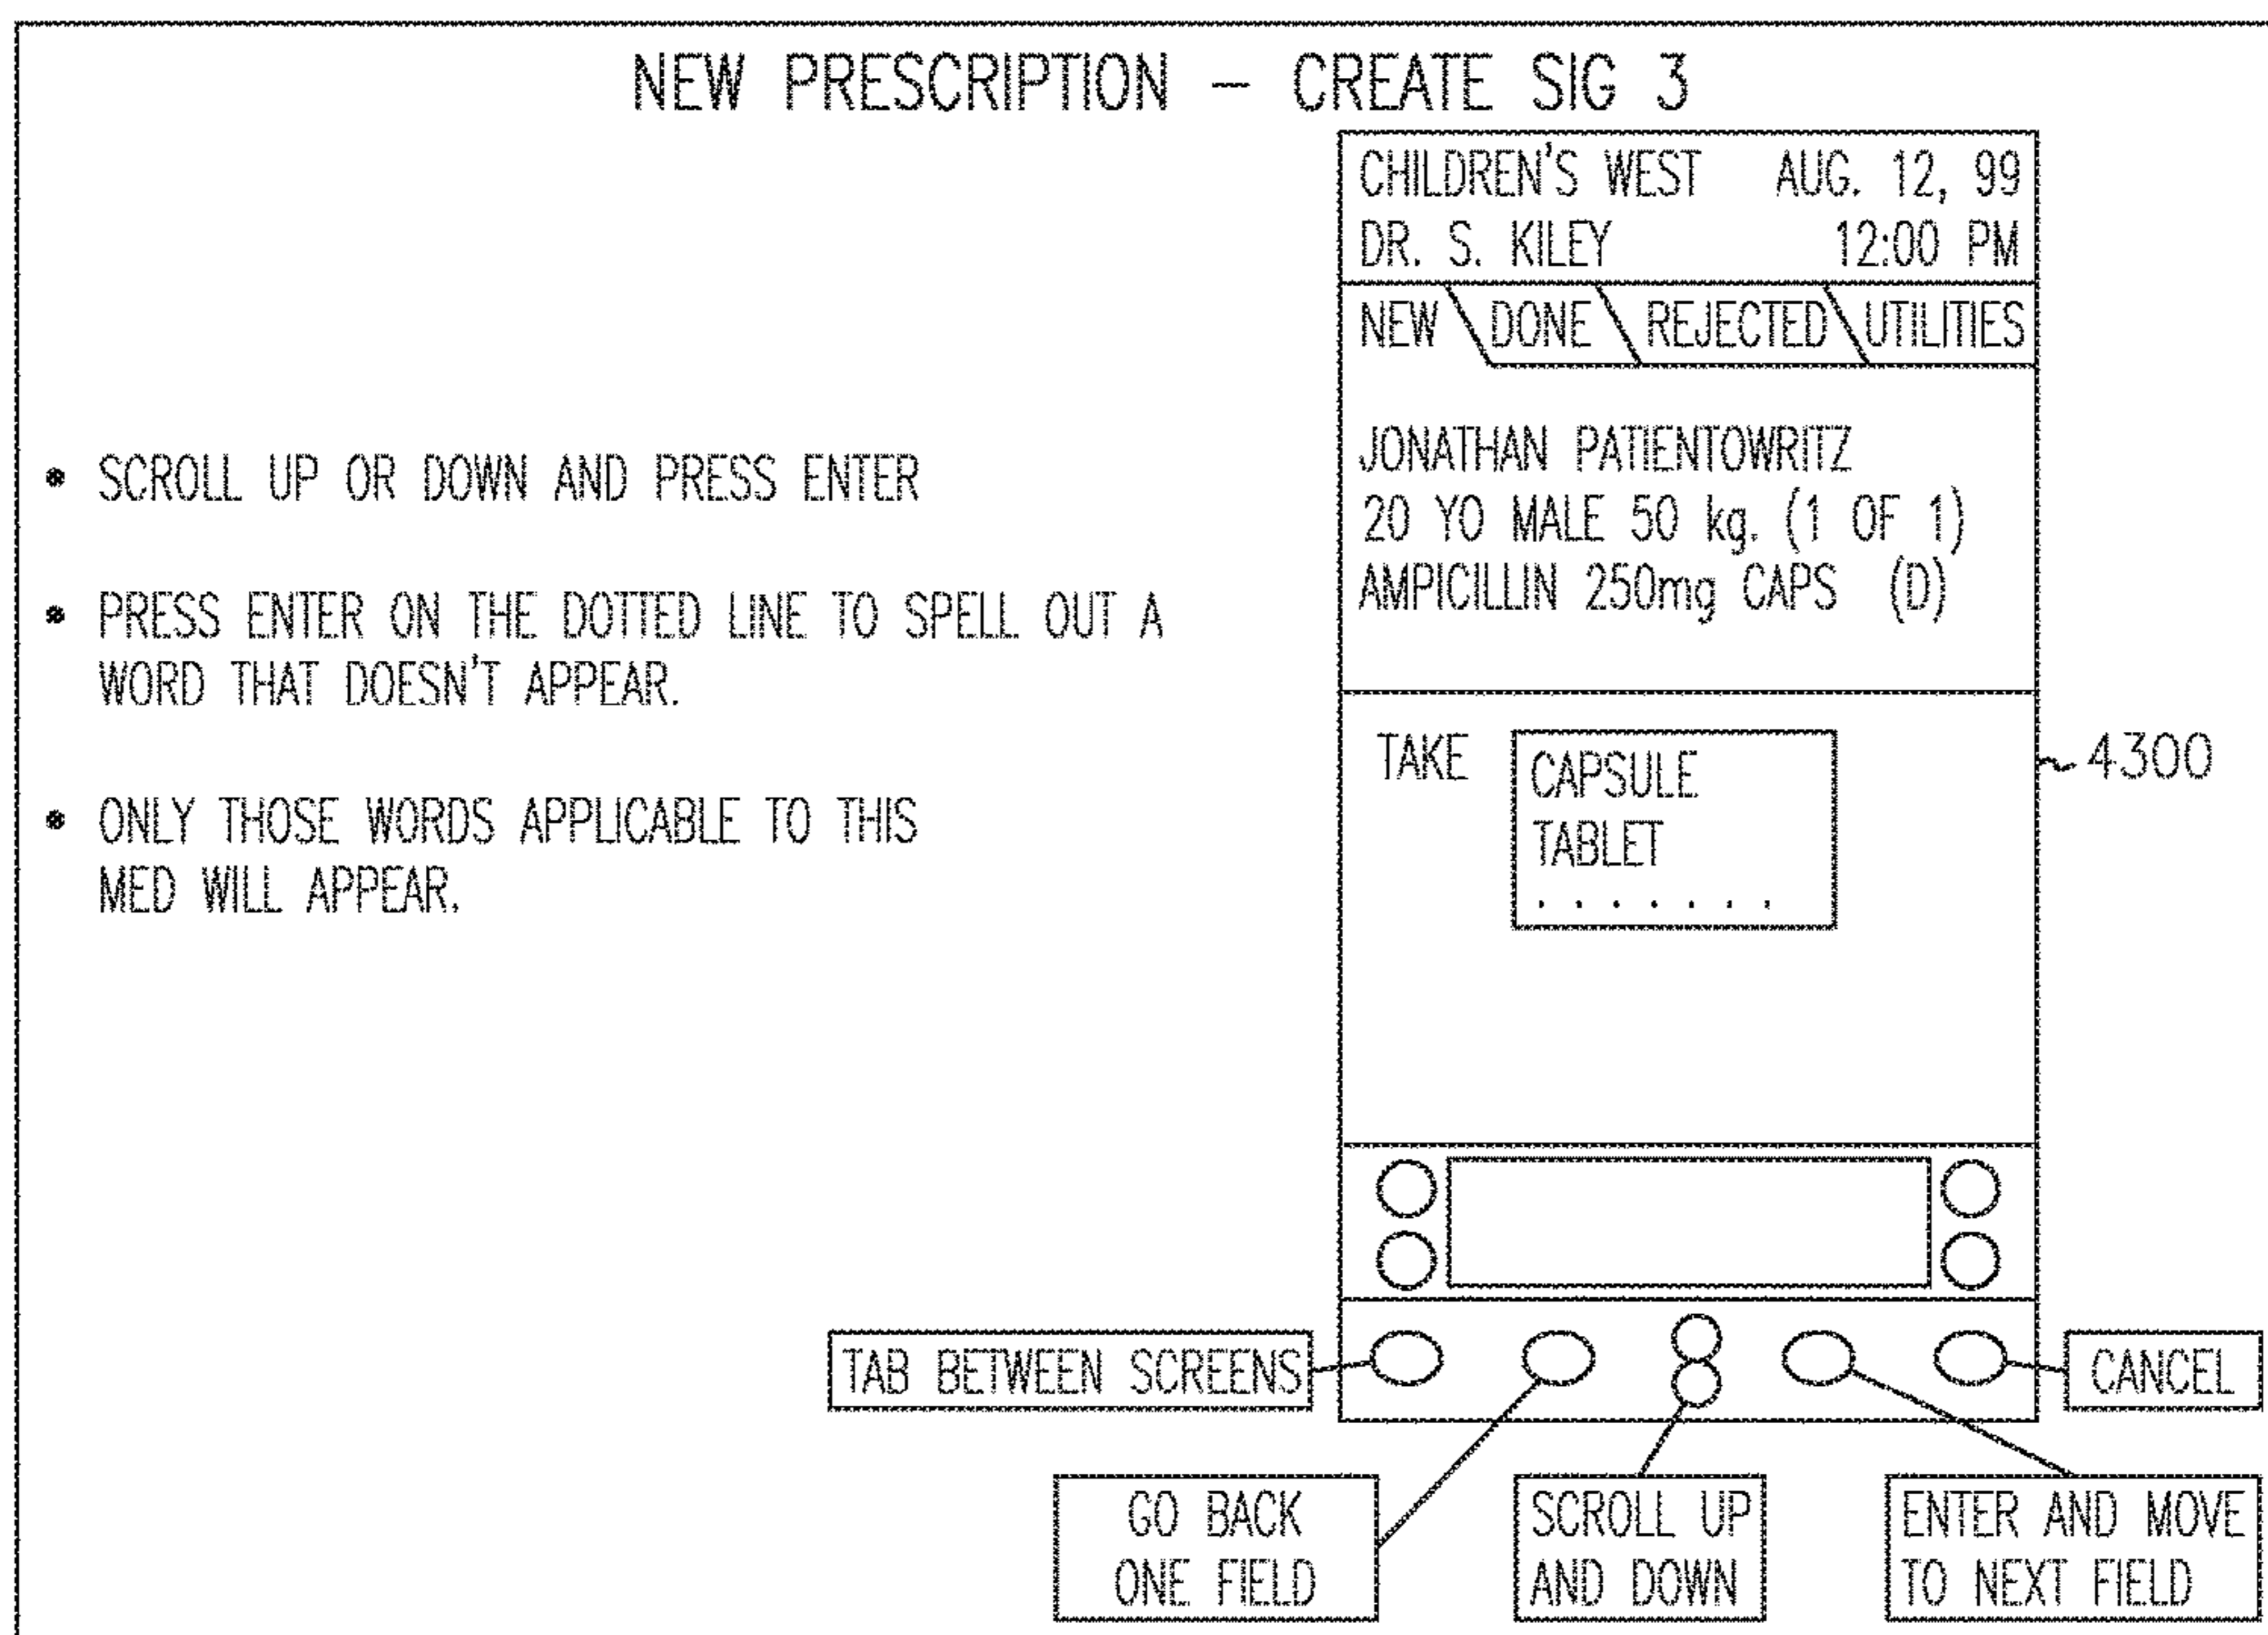 NEW PRESCRIPTION – CREATE SIG 3
• SCROLL UP OR DOWN AND PRESS ENTER
• PRESS ENTER ON THE DOTTED LINE TO SPELL OUT A
WORD THAT DOESN'T APPEAR.
• ONLY THOSE WORDS APPLICABLE TO THIS
MED WILL APPEAR.
CHILDREN'S WEST AUG. 12, 99
DR. S. KILEY 12:00 PM
NEW DONE REJECTED UTILITIES
JONATHAN PATIENTOWRITZ
20 YO MALE 50 kg. (1 OF 1)
AMPICILLIN 250mg CAPS (D)
TAKE CAPSULE
TABLET
. . . . . . .
4300
TAB BETWEEN SCREENS
CANCEL
GO BACK
ONE FIELD
SCROLL UP
AND DOWN
ENTER AND MOVE
TO NEXT FIELD